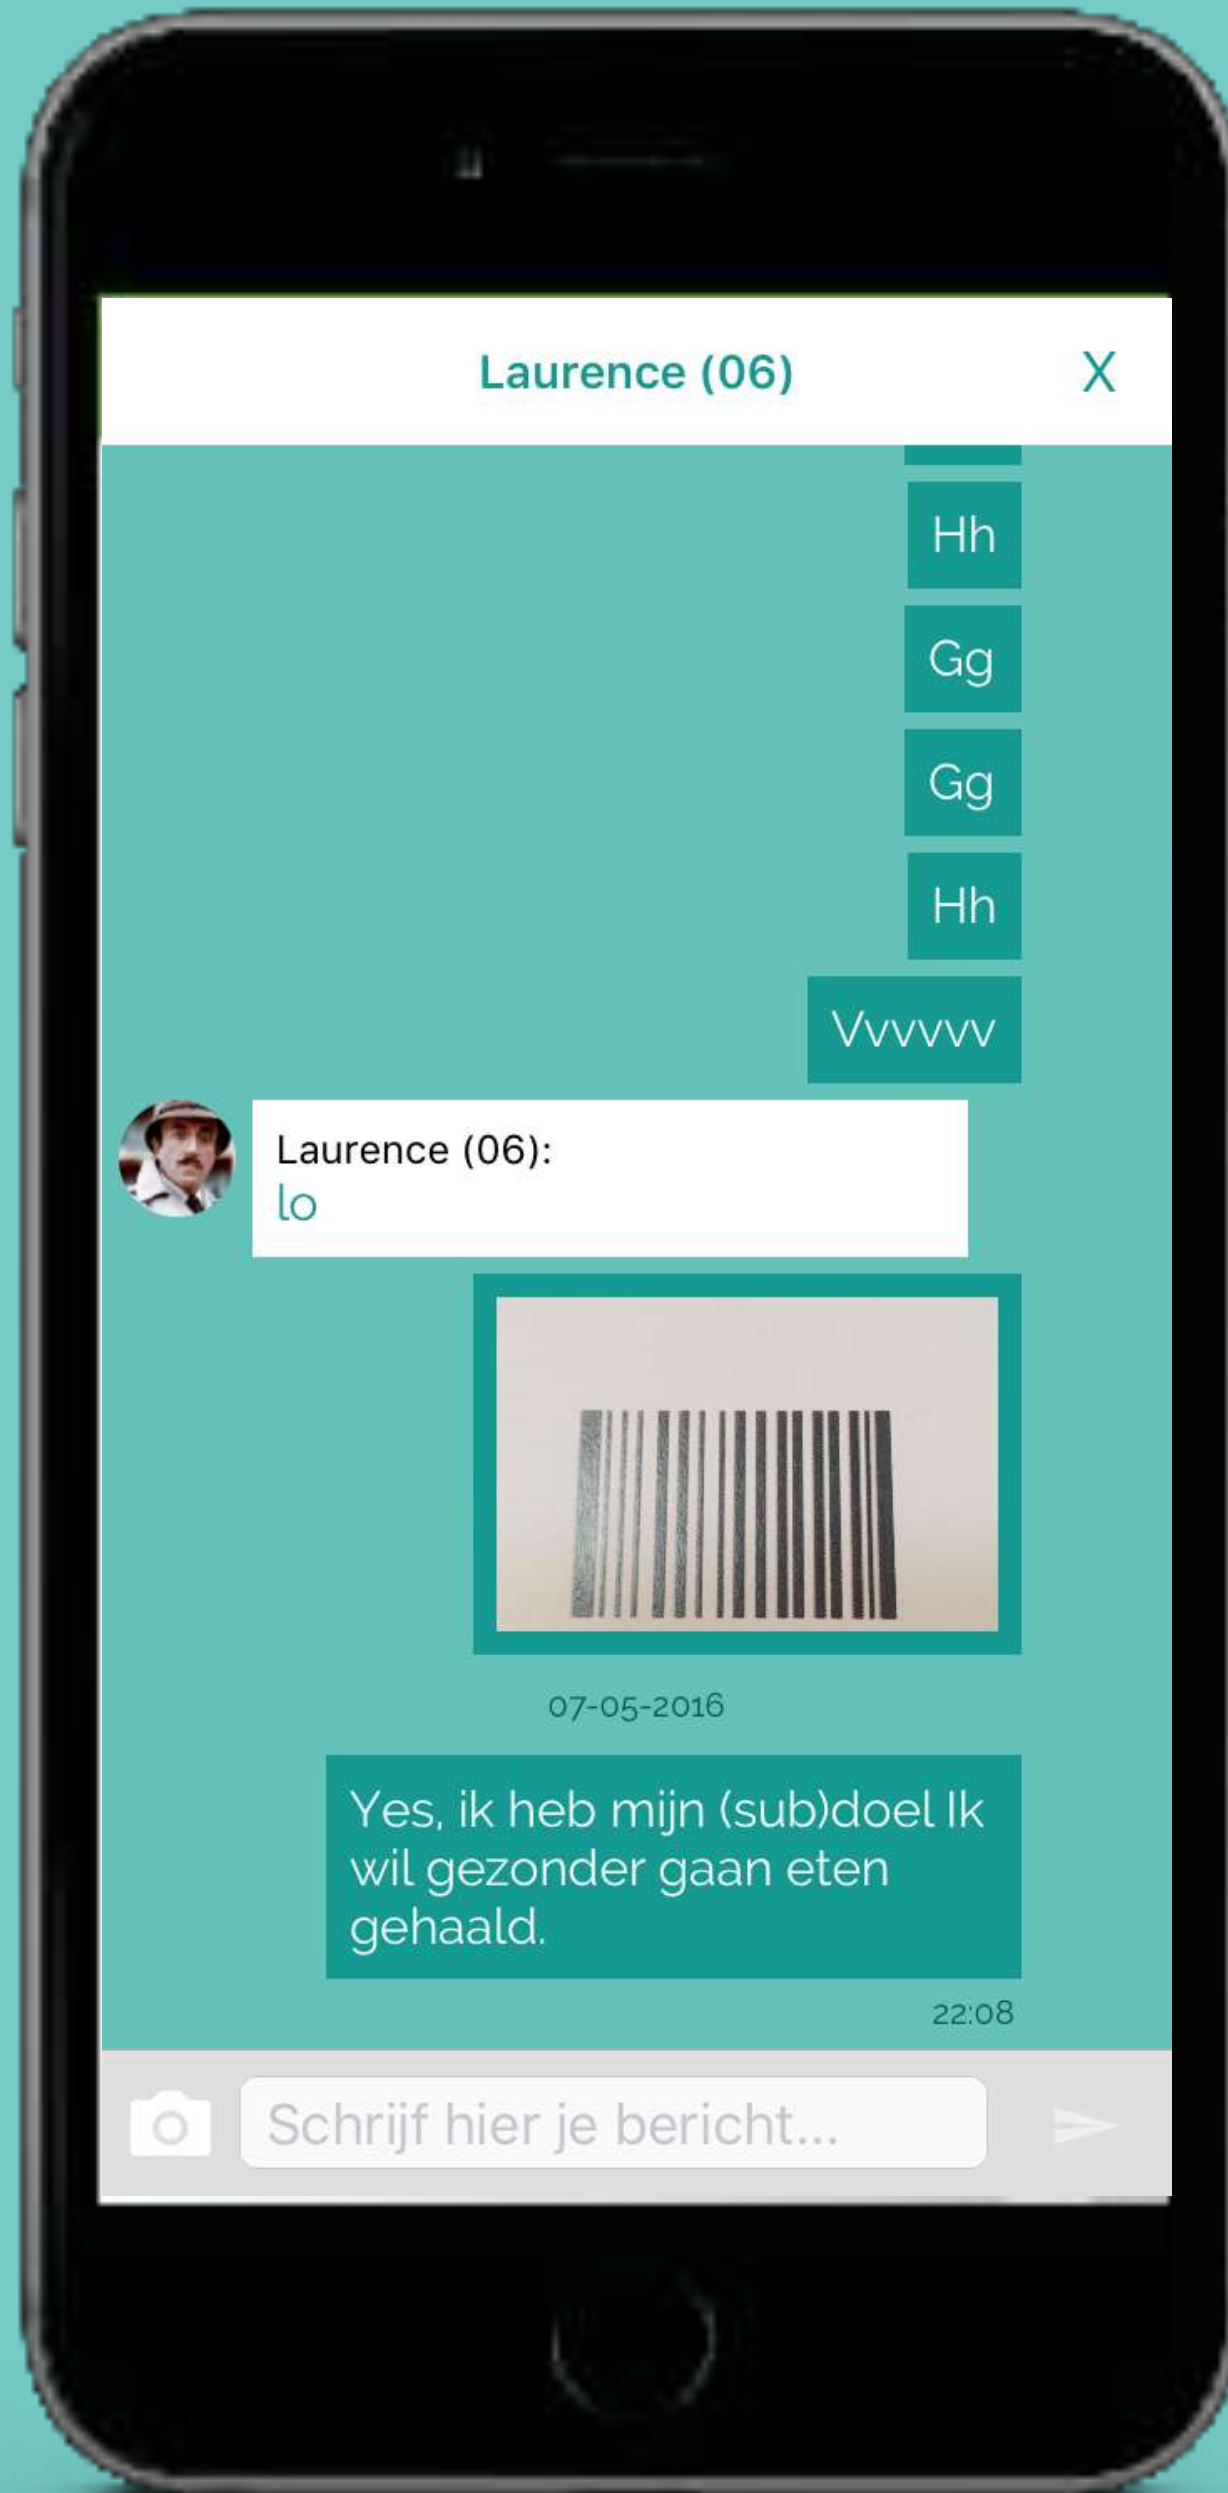 Laurence (06) X
Hh
Gg
Gg
Hh
Vvvvvv
Laurence (06):
lo
07-05-2016
Yes, ik heb mijn (sub)doel Ik
wil gezonder gaan eten
gehaald.
22:08
Schrijf hier je bericht...